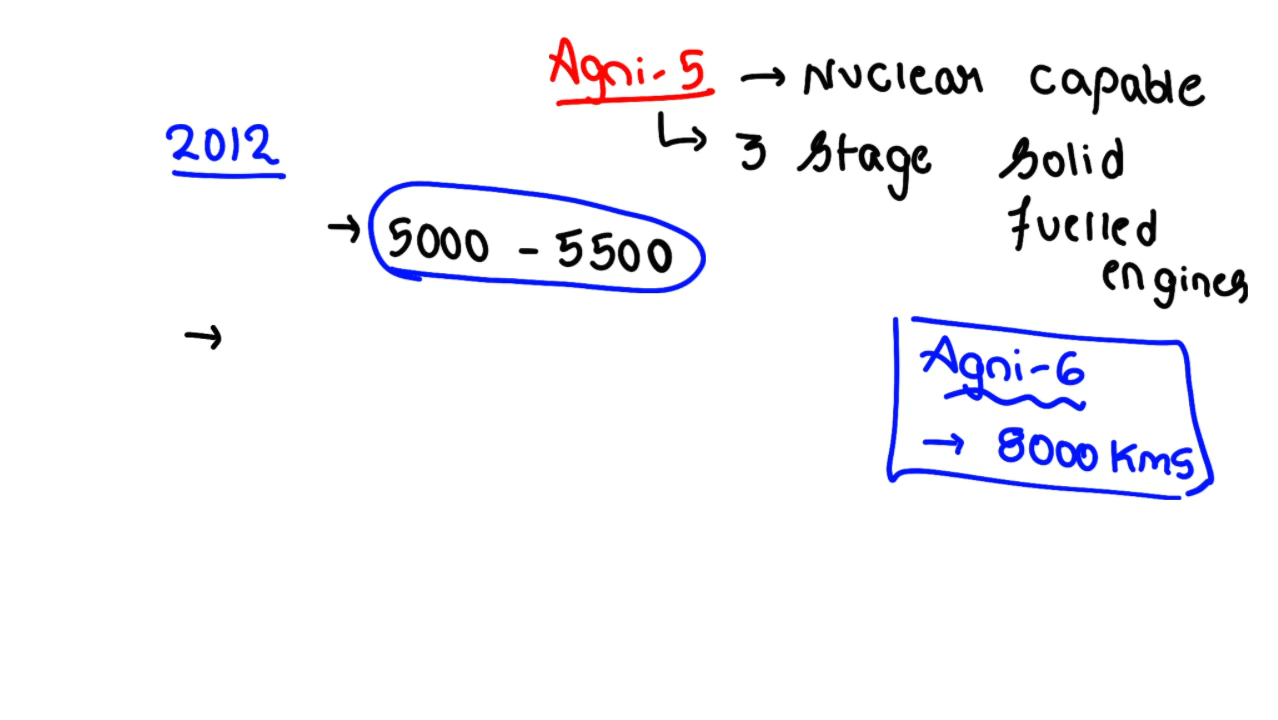 Agni-5 → Nuclear capable
↳ 3 stage solid
fuelled
engines
2012
→ 5000 - 5500
→
Agni-6
→ 8000 Kms